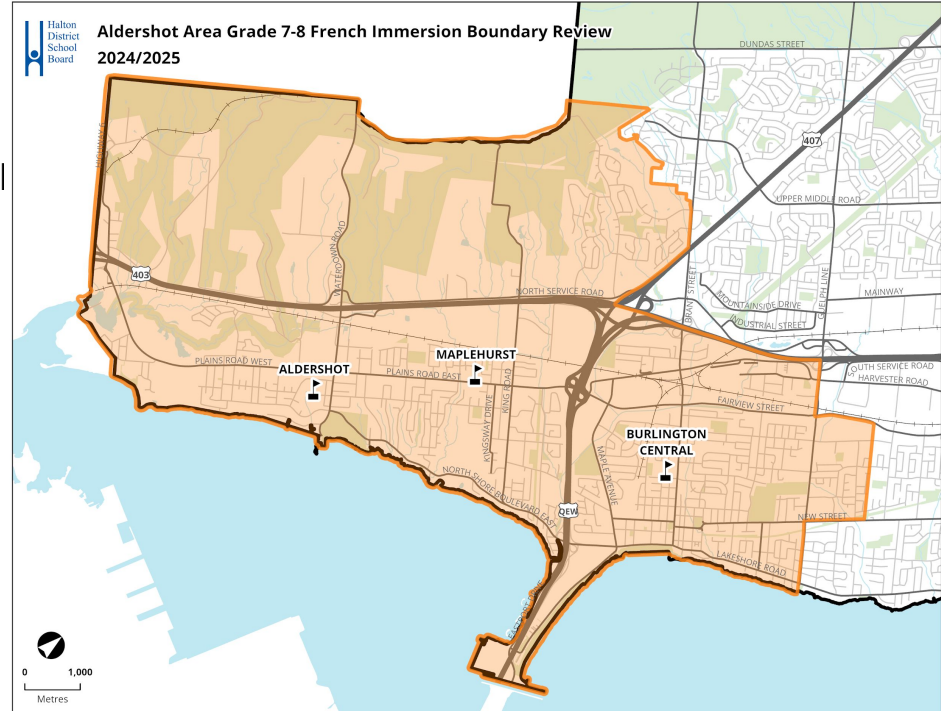 Halton
District
School
Board
Aldershot Area Grade 7-8 French Immersion Boundary Review
2024/2025
DUNDAS STREET
407
HIGHWAY 6
UPPER MIDDLE ROAD
WATERDOWN ROAD
403
NORTH SERVICE ROAD
BRANT STREET
GUELPH LINE
MAINWAY
MOUNTAINSIDE DRIVE
INDUSTRIAL STREET
PLAINS ROAD WEST
ALDERSHOT
MAPLEHURST
PLAINS ROAD EAST
KING ROAD
KINGSWAY DRIVE
SOUTH SERVICE ROAD
HARVESTER ROAD
FAIRVIEW STREET
BURLINGTON
CENTRAL
MAPLE AVENUE
NORTH SHORE BOULEVARD EAST
QEW
NEW STREET
LAKESHORE ROAD
0 1,000
Metres